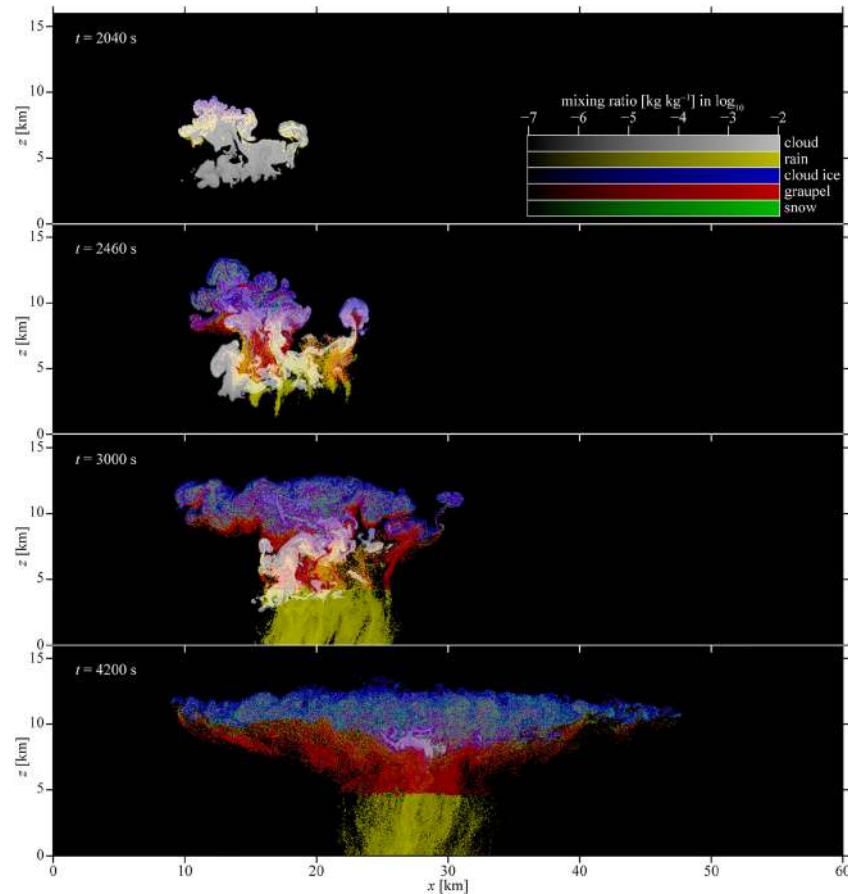 15
t = 2040 s
mixing ratio [kg kg⁻¹] in log₁₀
−7 −6 −5 −4 −3 −2
10
cloud
rain
z [km]
5
cloud ice
graupel
snow
0
15
t = 2460 s
10
z [km]
5
0
15
t = 3000 s
10
z [km]
5
0
15
t = 4200 s
10
z [km]
5
0
0 10 20 30 40 50 60
x [km]